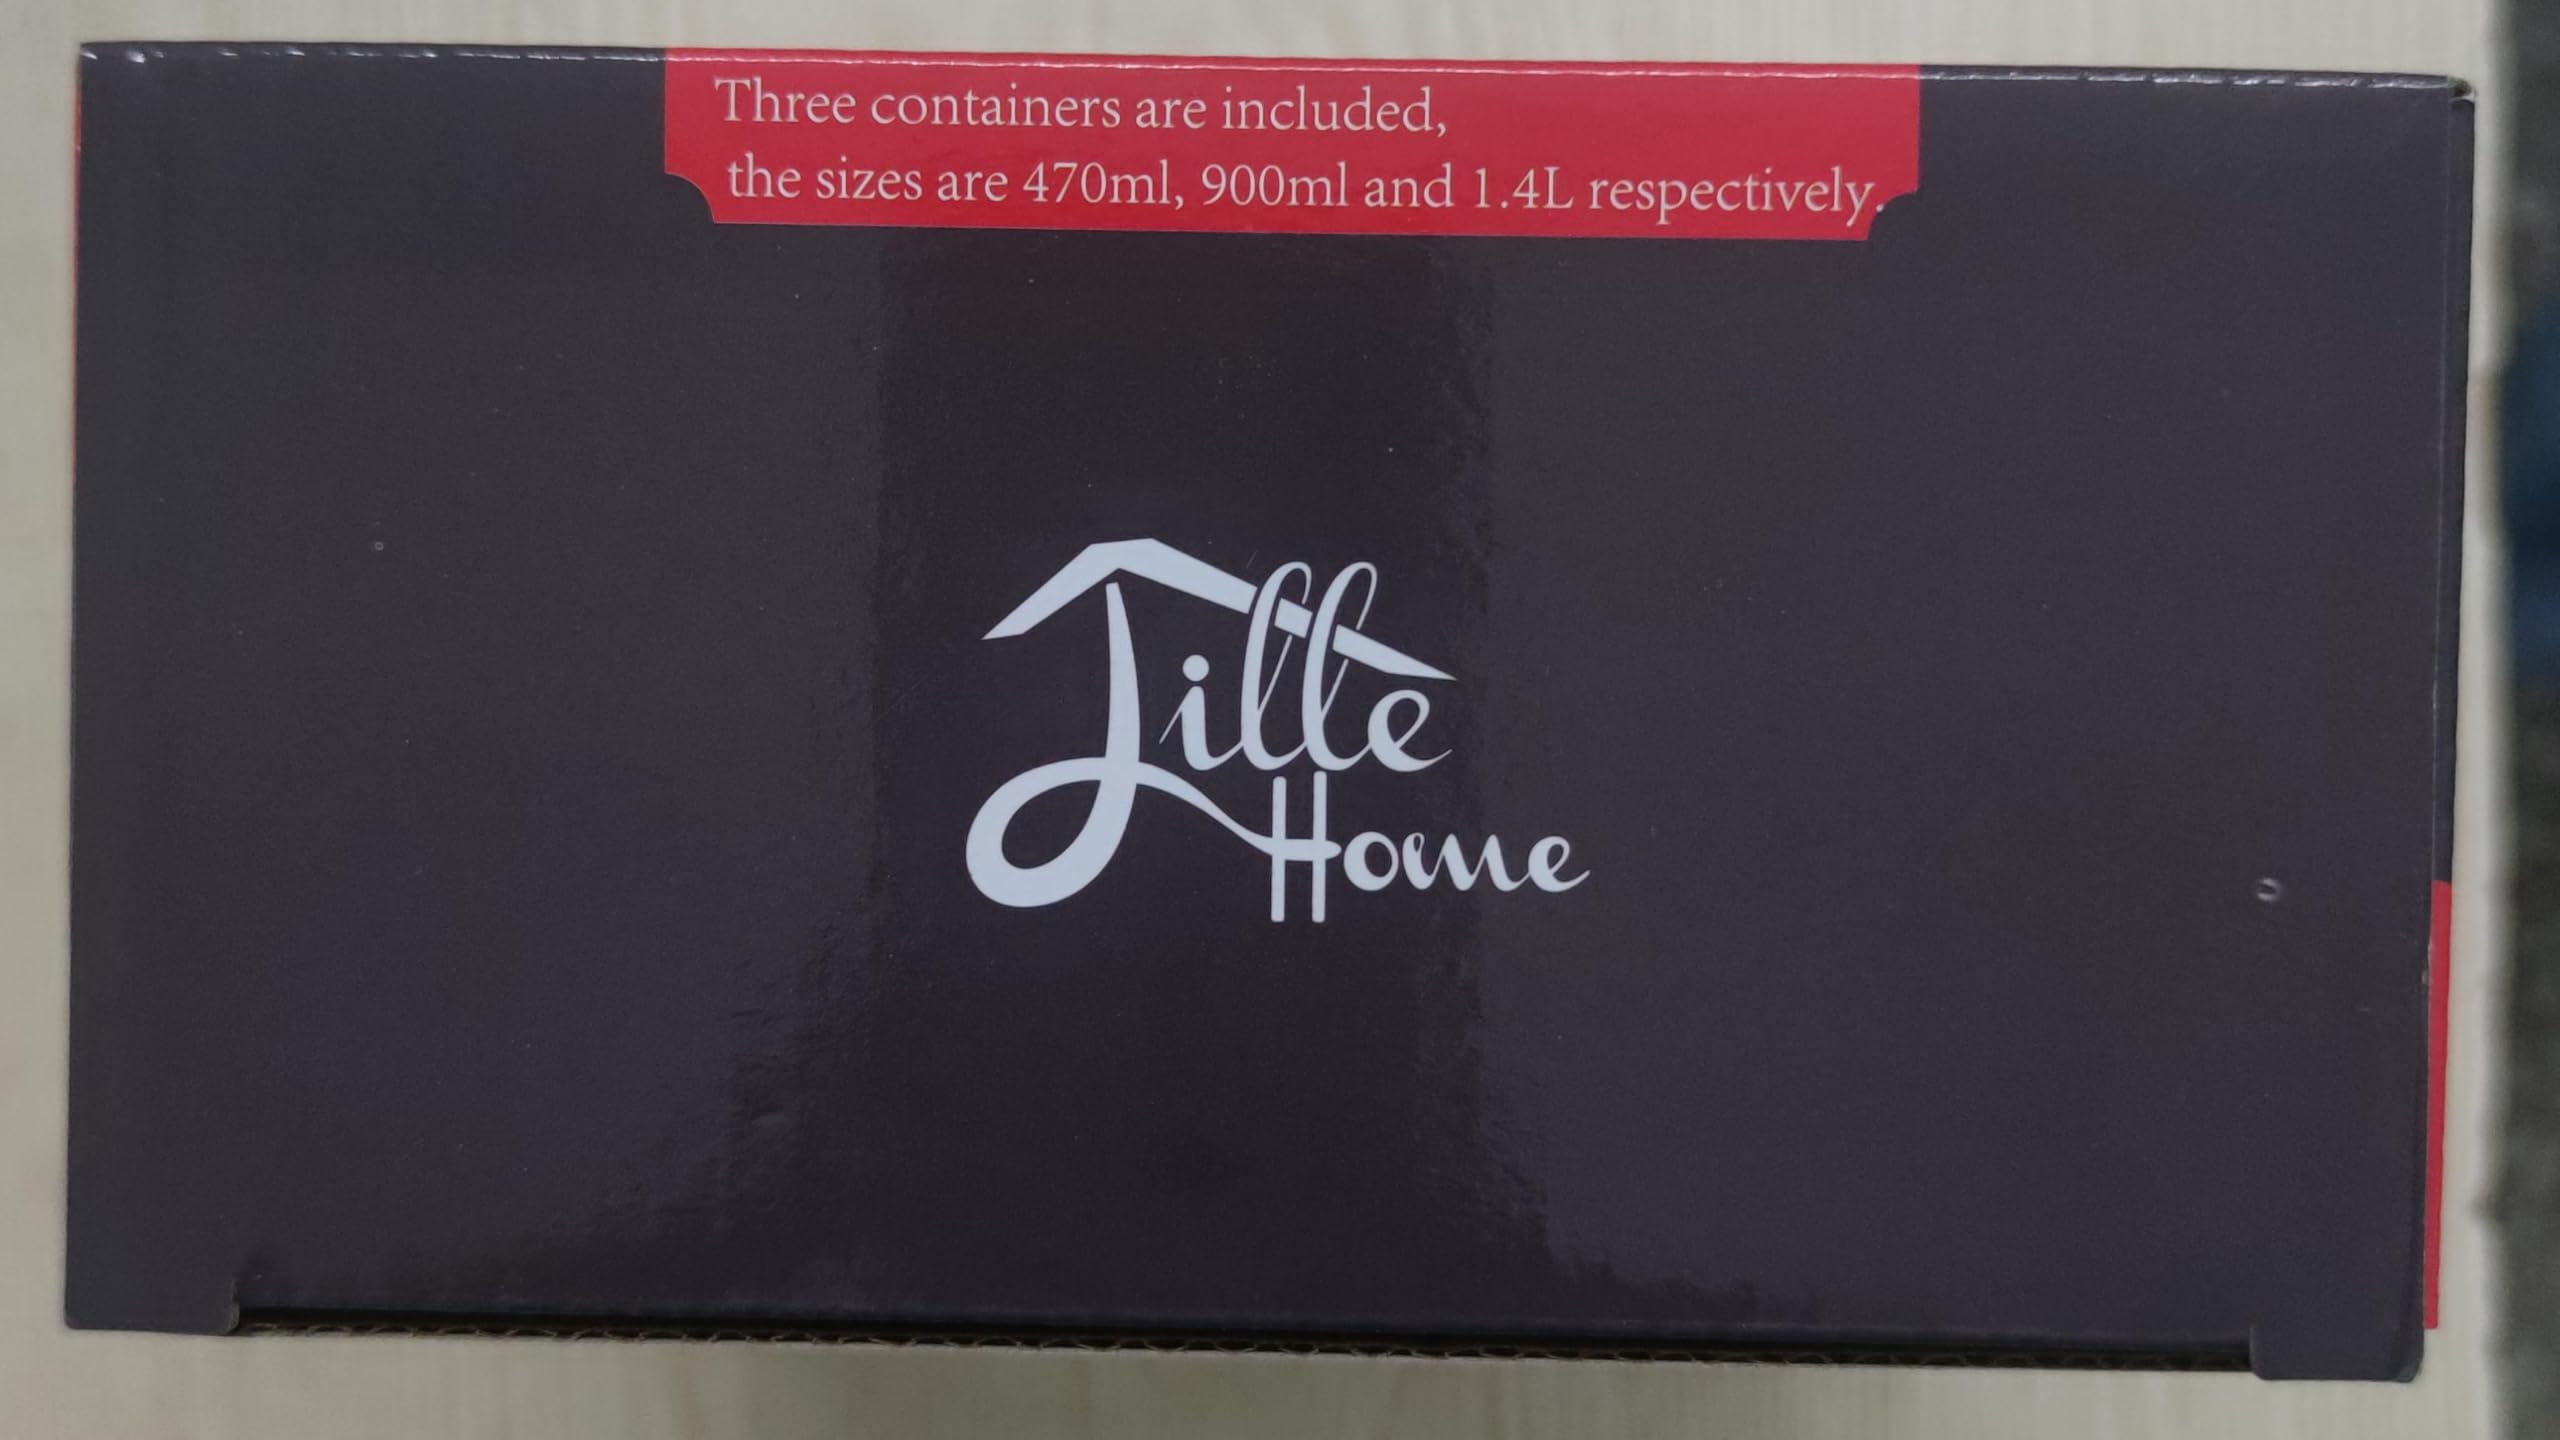 Three containers are included,
the sizes are 470ml, 900ml and 1.4L respectively.
Jille
Home